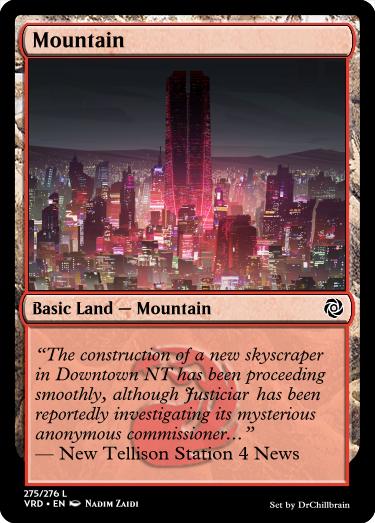 Mountain
Basic Land — Mountain
“The construction of a new skyscraper
in Downtown NT has been proceeding
smoothly, although Justiciar has been
reportedly investigating its mysterious
anonymous commissioner…”
— New Tellison Station 4 News
275/276 L
VRD • EN Nadim Zaidi
Set by DrChillbrain